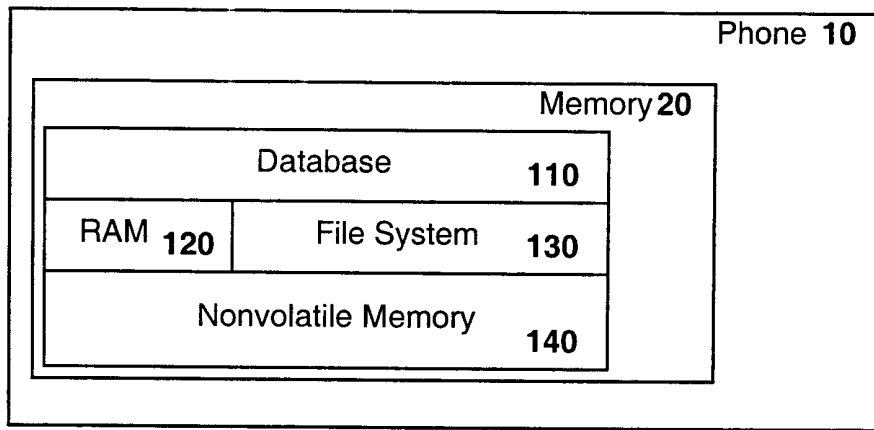 Phone 10
Memory 20
Database 110
RAM 120 File System 130
Nonvolatile Memory 140